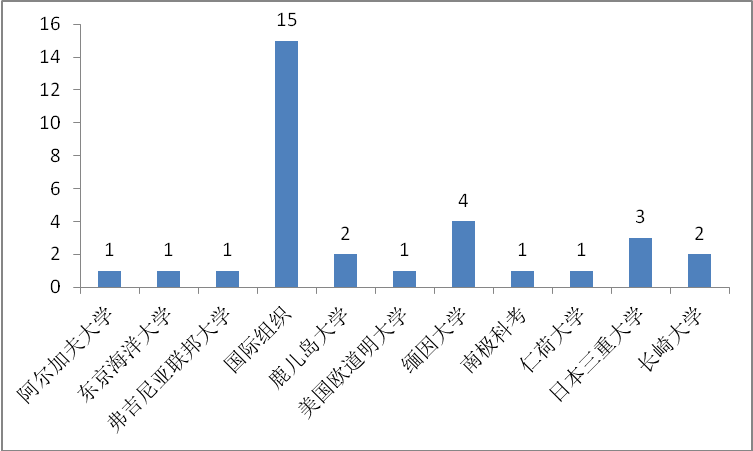 16
14
12
10
8
6
4
2
0
1
1
1
15
2
1
4
1
1
3
2
阿尔加夫大学
东京海洋大学
弗吉尼亚联邦大学
国际组织
鹿儿岛大学
美国欧道明大学
缅因大学
南极科考
仁荷大学
日本三重大学
长崎大学